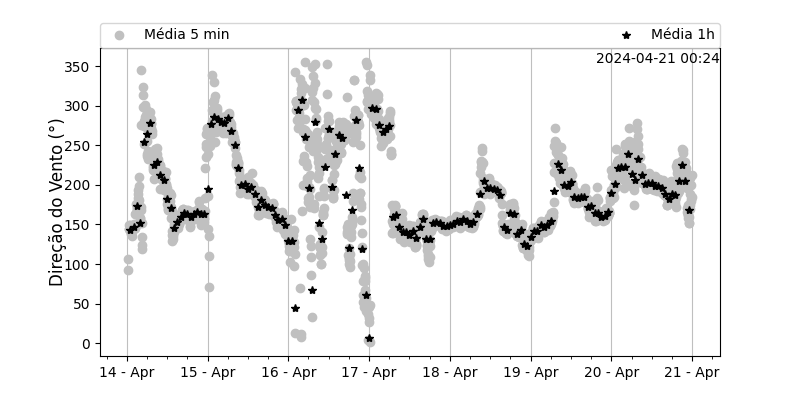 Média 5 min
Média 1h
2024-04-21 00:24
Direção do Vento (°)
350
300
250
200
150
100
50
0
14 - Apr
15 - Apr
16 - Apr
17 - Apr
18 - Apr
19 - Apr
20 - Apr
21 - Apr